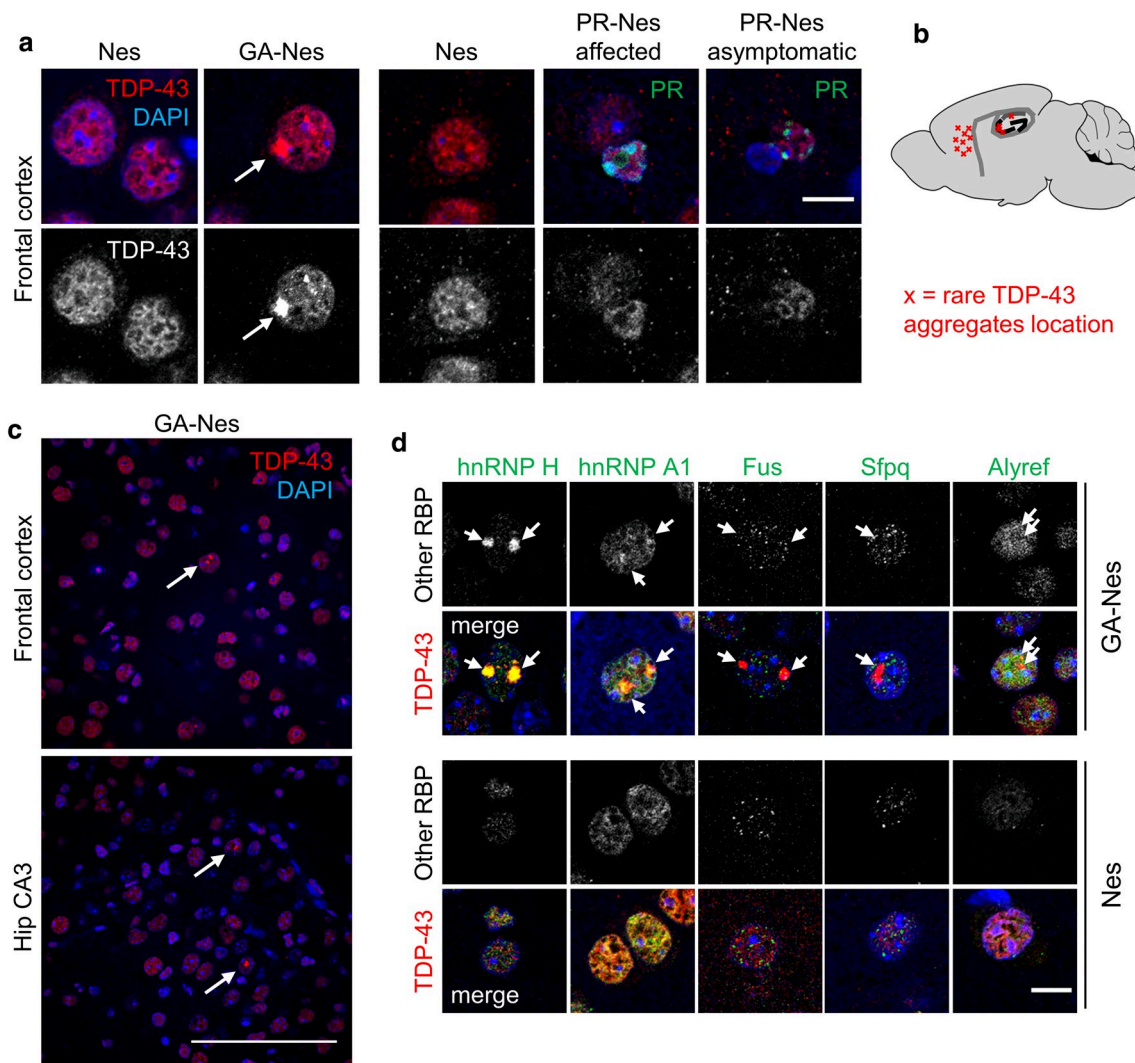 a
Nes
GA-Nes
Nes
PR-Nes
affected
PR-Nes
asymptomatic
TDP-43
DAPI
PR
PR
TDP-43
Frontal cortex
b
x = rare TDP-43
aggregates location
c
GA-Nes
TDP-43
DAPI
Frontal cortex
Hip CA3
d
hnRNP H
hnRNP A1
Fus
Sfpq
Alyref
Other RBP
TDP-43
merge
GA-Nes
Other RBP
TDP-43
merge
Nes